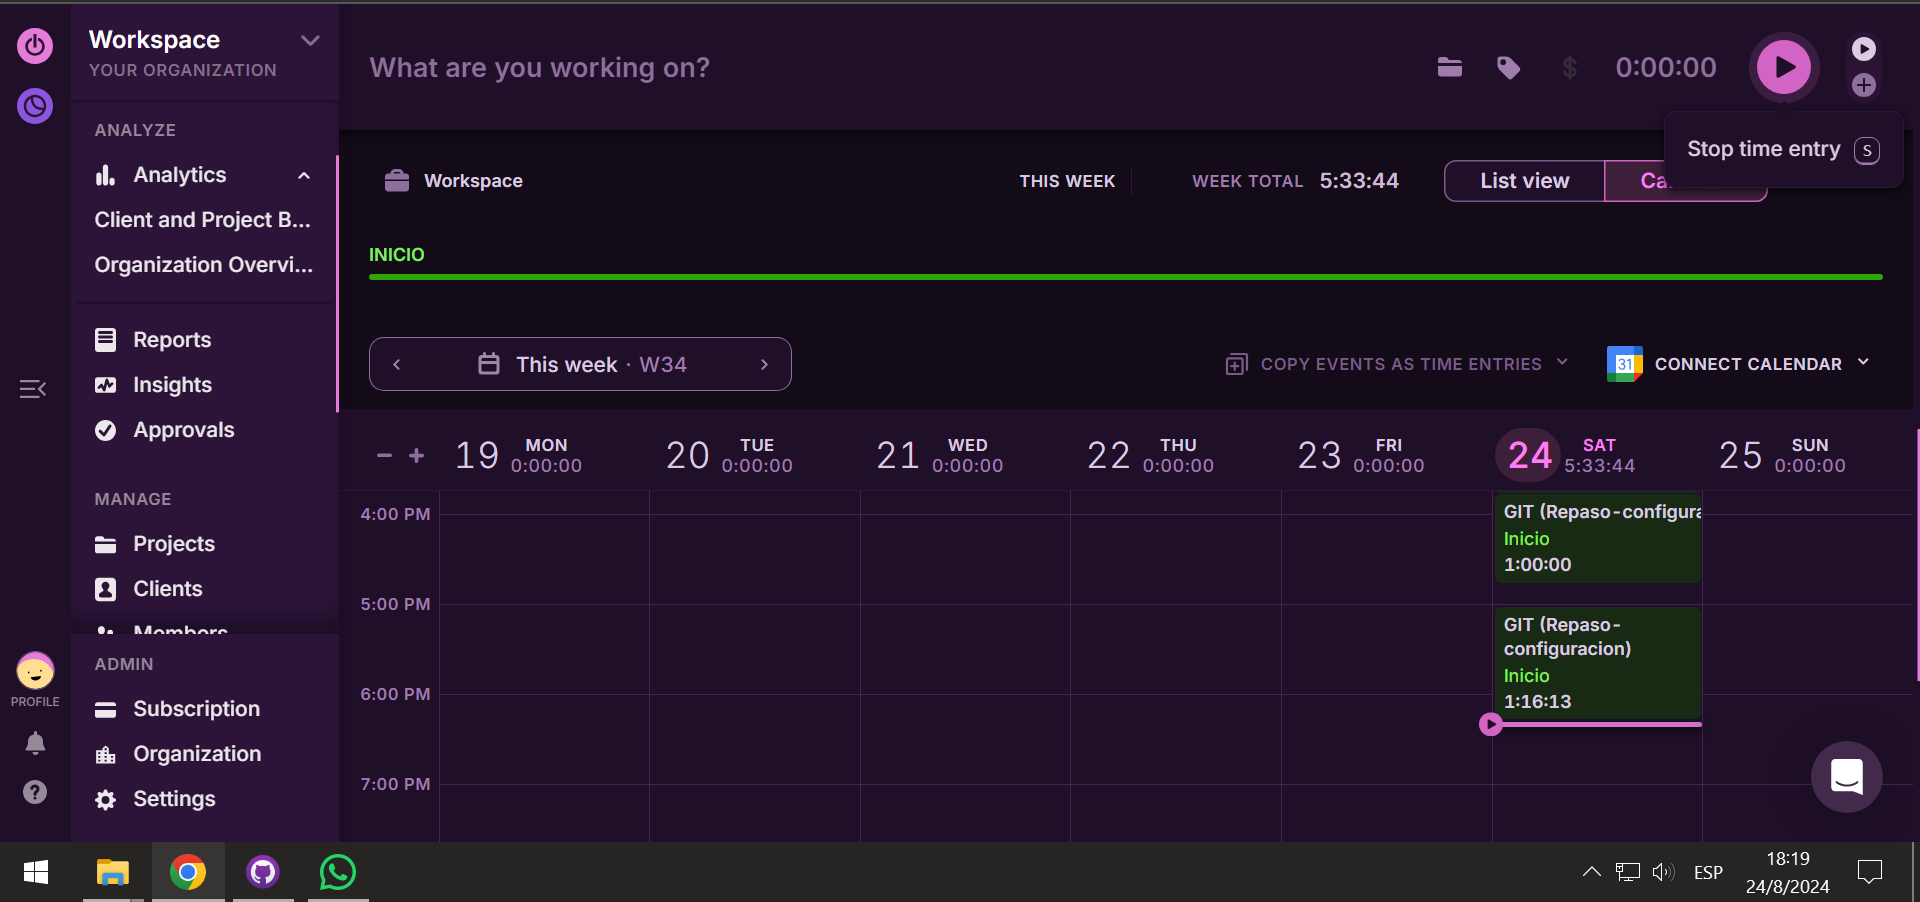 Workspace
YOUR ORGANIZATION
ANALYZE
Analytics
Client and Project B...
Organization Overvi...
Reports
Insights
Approvals
MANAGE
Projects
Clients
Members
ADMIN
Subscription
Organization
Settings
PROFILE
What are you working on?
$
0:00:00
Stop time entry S
Workspace
THIS WEEK
WEEK TOTAL 5:33:44
List view
Ca
INICIO
This week · W34
COPY EVENTS AS TIME ENTRIES
31 CONNECT CALENDAR
19 MON 0:00:00
20 TUE 0:00:00
21 WED 0:00:00
22 THU 0:00:00
23 FRI 0:00:00
24 SAT 5:33:44
25 SUN 0:00:00
4:00 PM
5:00 PM
6:00 PM
7:00 PM
GIT (Repaso-configura
Inicio
1:00:00
GIT (Repaso-
configuracion)
Inicio
1:16:13
ESP
18:19
24/8/2024